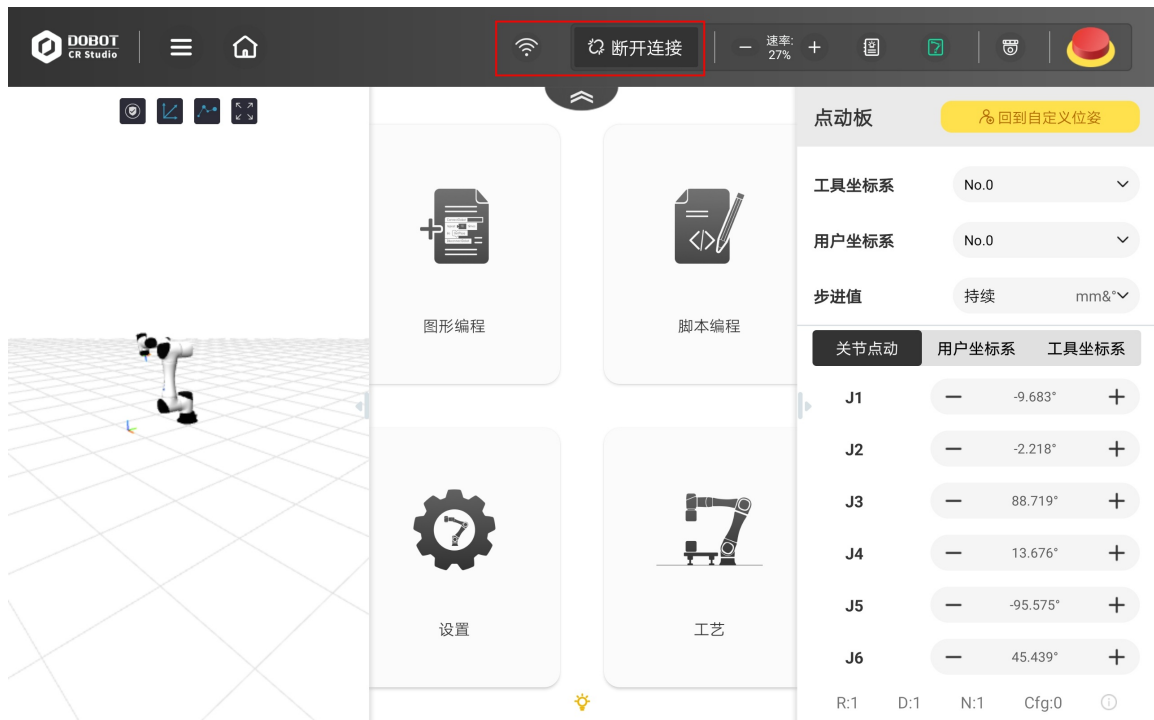 DOBOT
CR Studio
断开连接
速率:
27%
点动板
回到自定义位姿
工具坐标系
No.0
用户坐标系
No.0
步进值
持续
mm&°
图形编程
脚本编程
关节点动
用户坐标系
工具坐标系
J1
-9.683°
J2
-2.218°
J3
88.719°
J4
13.676°
J5
-95.575°
J6
45.439°
设置
工艺
R:1 D:1 N:1 Cfg:0